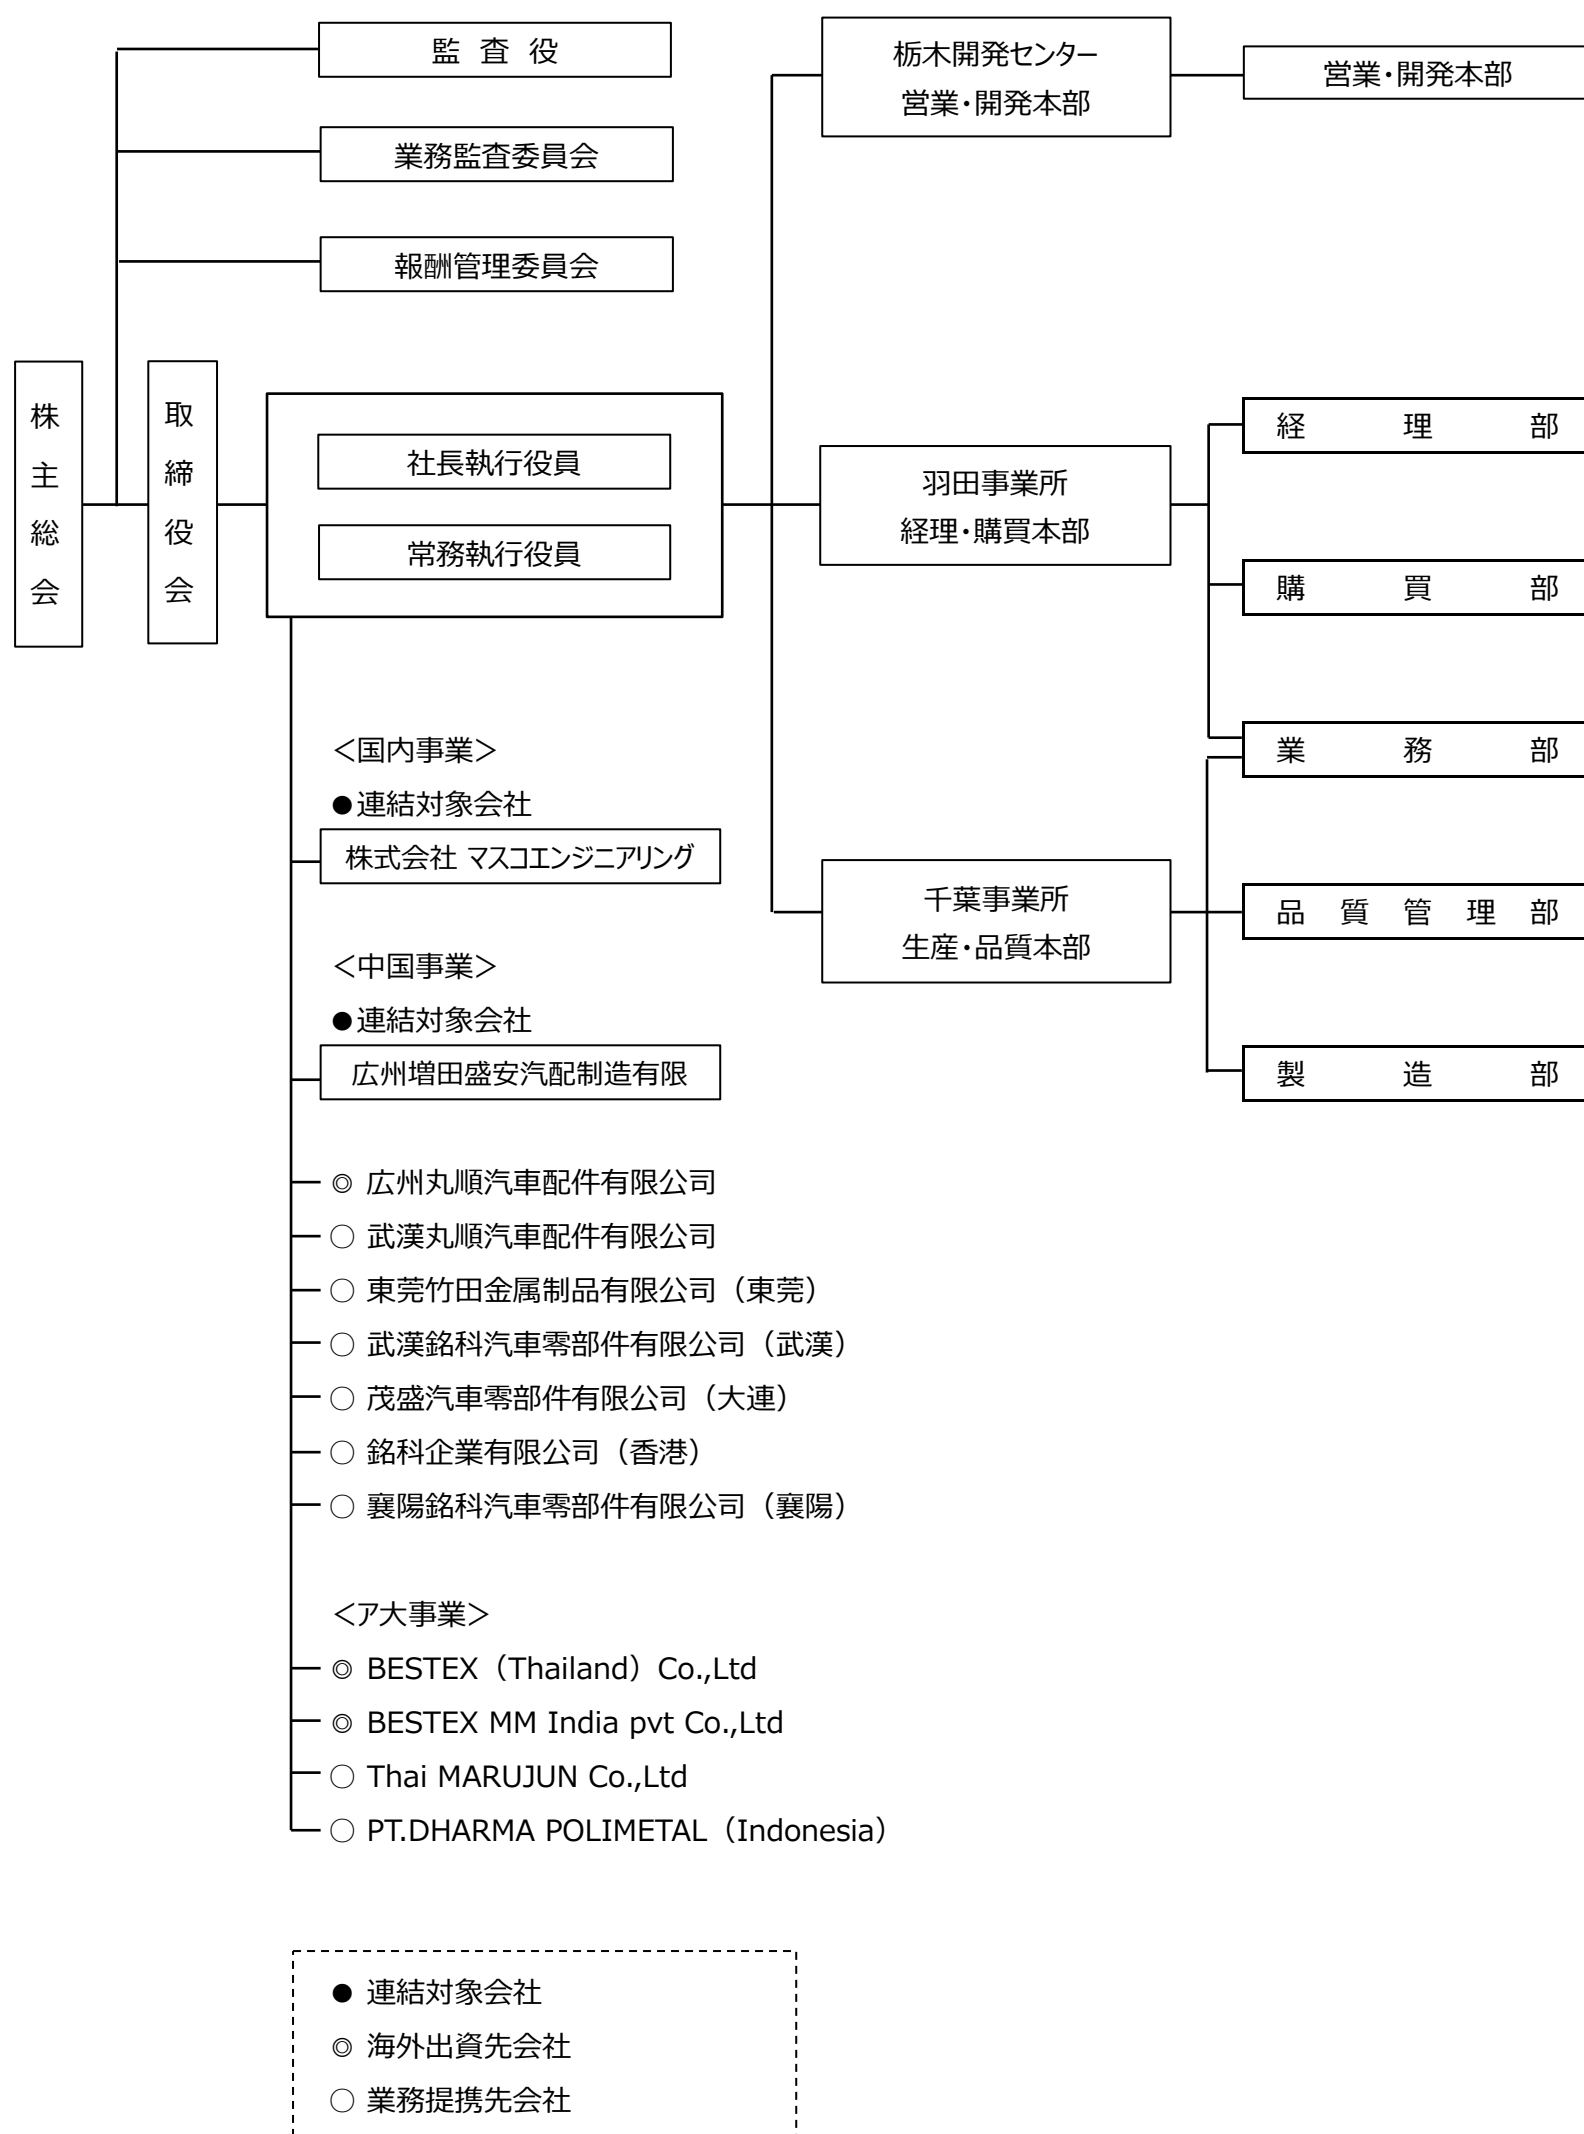 監 査 役
業務監査委員会
報酬管理委員会
株主総会
取締役会
社長執行役員
常務執行役員
栃木開発センター
営業・開発本部
営業・開発本部
羽田事業所
経理・購買本部
経 理 部
購 買 部
業 務 部
千葉事業所
生産・品質本部
品 質 管 理 部
製 造 部
＜国内事業＞
●連結対象会社
株式会社 マスコエンジニアリング
＜中国事業＞
●連結対象会社
広州増田盛安汽配制造有限
◎ 広州丸順汽車配件有限公司
○ 武漢丸順汽車配件有限公司
○ 東莞竹田金属制品有限公司（東莞）
○ 武漢銘科汽車零部件有限公司（武漢）
○ 茂盛汽車零部件有限公司（大連）
○ 銘科企業有限公司（香港）
○ 襄陽銘科汽車零部件有限公司（襄陽）
＜ア大事業＞
◎ BESTEX（Thailand）Co.,Ltd
◎ BESTEX MM India pvt Co.,Ltd
○ Thai MARUJUN Co.,Ltd
○ PT.DHARMA POLIMETAL（Indonesia）
● 連結対象会社
◎ 海外出資先会社
○ 業務提携先会社